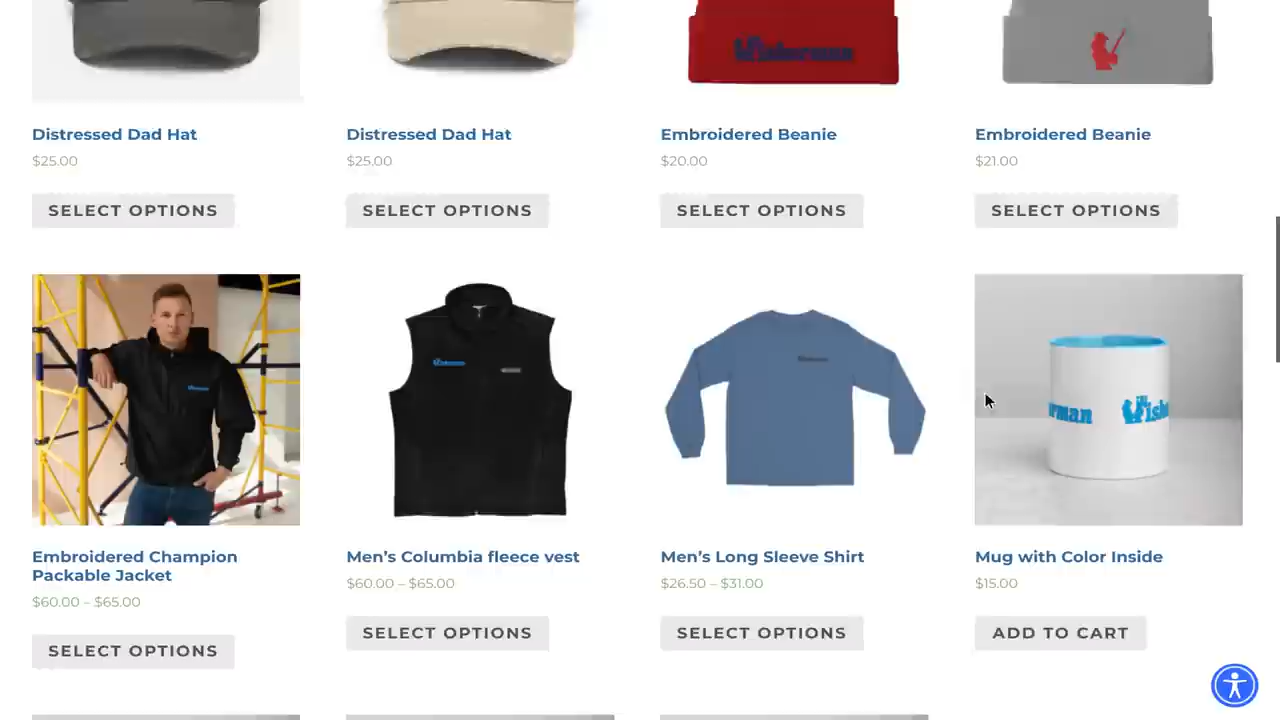 Fisherman
Distressed Dad Hat
Distressed Dad Hat
Embroidered Beanie
Embroidered Beanie
$25.00
$25.00
$20.00
$21.00
SELECT OPTIONS
SELECT OPTIONS
SELECT OPTIONS
SELECT OPTIONS
rman
Embroidered Champion
Packable Jacket
Men’s Columbia fleece vest
Men’s Long Sleeve Shirt
Mug with Color Inside
$60.00 – $65.00
$60.00 – $65.00
$26.50 – $31.00
$15.00
SELECT OPTIONS
SELECT OPTIONS
SELECT OPTIONS
ADD TO CART